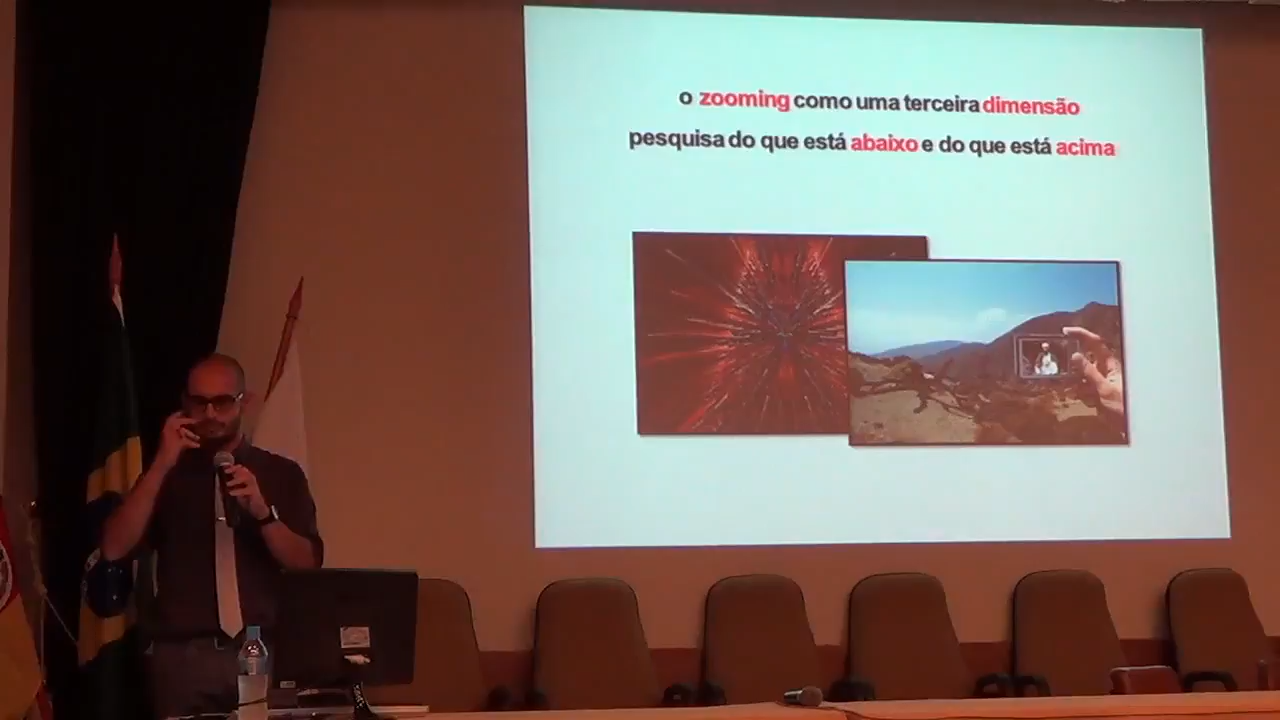 o zooming como uma terceira dimensão
pesquisa do que está abaixo e do que está acima